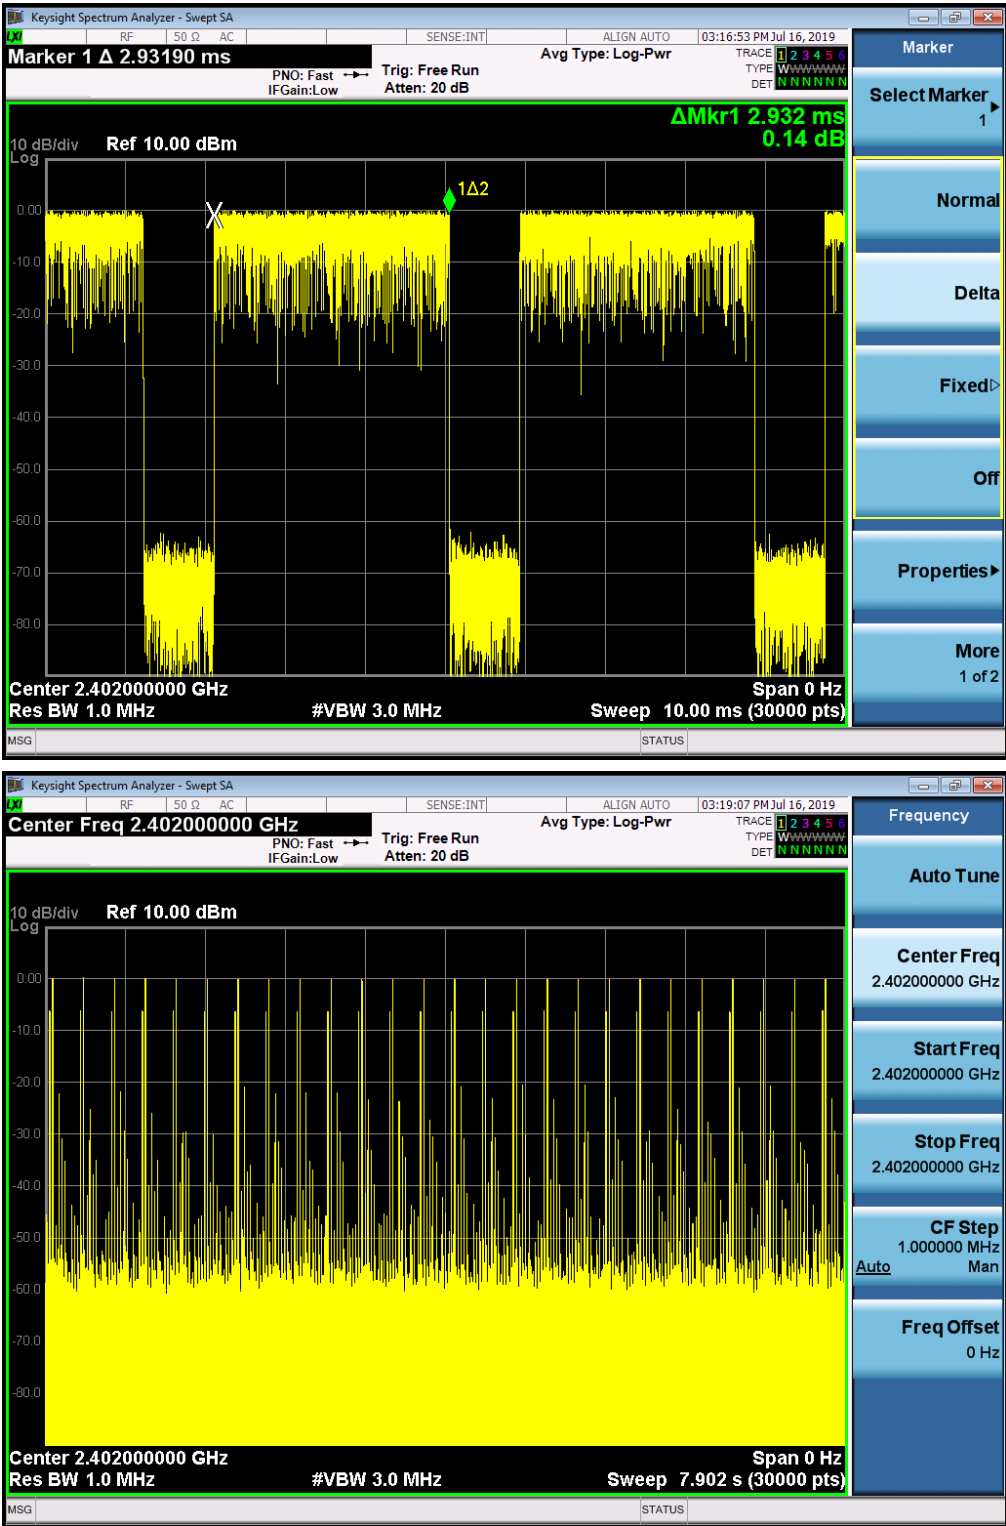 Keysight Spectrum Analyzer - Swept SA
LXI RF 50 Ω AC SENSE:INT ALIGN AUTO 03:16:53 PM Jul 16, 2019
Marker 1 Δ 2.93190 ms
PNO: Fast
IFGain:Low
Trig: Free Run
Atten: 20 dB
Avg Type: Log-Pwr
TRACE 1 2 3 4 5 6
TYPE WWWWWW
DET N N N N N N
ΔMkr1 2.932 ms
0.14 dB
10 dB/div Ref 10.00 dBm
Log
1Δ2
0.00
-10.0
-20.0
-30.0
-40.0
-50.0
-60.0
-70.0
-80.0
Center 2.402000000 GHz Span 0 Hz
Res BW 1.0 MHz #VBW 3.0 MHz Sweep 10.00 ms (30000 pts)
MSG STATUS
Marker
Select Marker
1
Normal
Delta
Fixed
Off
Properties
More
1 of 2
Keysight Spectrum Analyzer - Swept SA
LXI RF 50 Ω AC SENSE:INT ALIGN AUTO 03:19:07 PM Jul 16, 2019
Center Freq 2.402000000 GHz
PNO: Fast
IFGain:Low
Trig: Free Run
Atten: 20 dB
Avg Type: Log-Pwr
TRACE 1 2 3 4 5 6
TYPE WWWWWW
DET N N N N N N
10 dB/div Ref 10.00 dBm
Log
0.00
-10.0
-20.0
-30.0
-40.0
-50.0
-60.0
-70.0
-80.0
Center 2.402000000 GHz Span 0 Hz
Res BW 1.0 MHz #VBW 3.0 MHz Sweep 7.902 s (30000 pts)
MSG STATUS
Frequency
Auto Tune
Center Freq
2.402000000 GHz
Start Freq
2.402000000 GHz
Stop Freq
2.402000000 GHz
CF Step
1.000000 MHz
Auto Man
Freq Offset
0 Hz